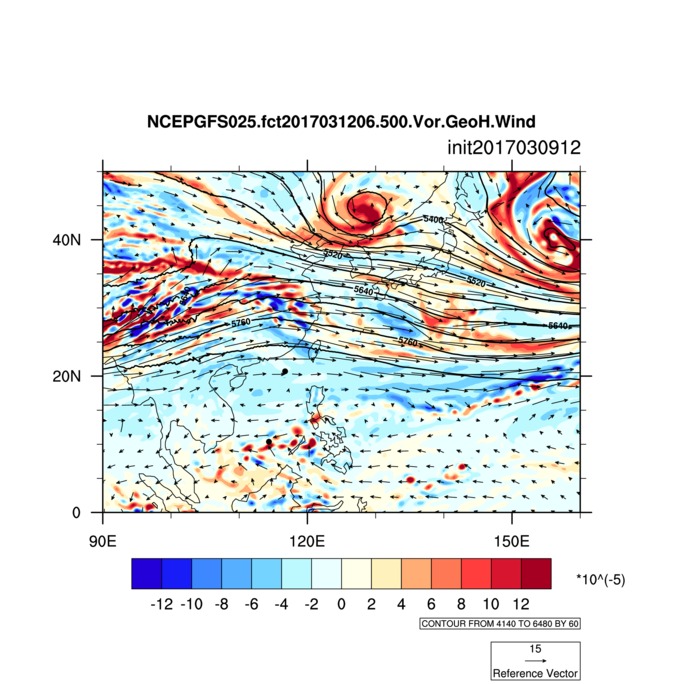 NCEPGFS025.fct2017031206.500.Vor.GeoH.Wind
init2017030912
5400
40N
5520
5520
5640
5640
5760
5760
20N
0
90E 120E 150E
-12 -10 -8 -6 -4 -2 0 2 4 6 8 10 12
*10^(-5)
CONTOUR FROM 4140 TO 6480 BY 60
15
Reference Vector